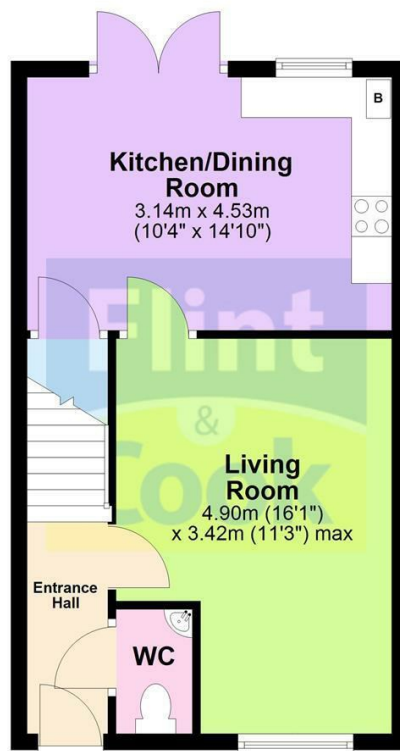 B
Kitchen/Dining
Room
3.14m x 4.53m
(10'4" x 14'10")
Flint
&
Cook
Living
Room
4.90m (16'1")
x 3.42m (11'3") max
Entrance
Hall
WC